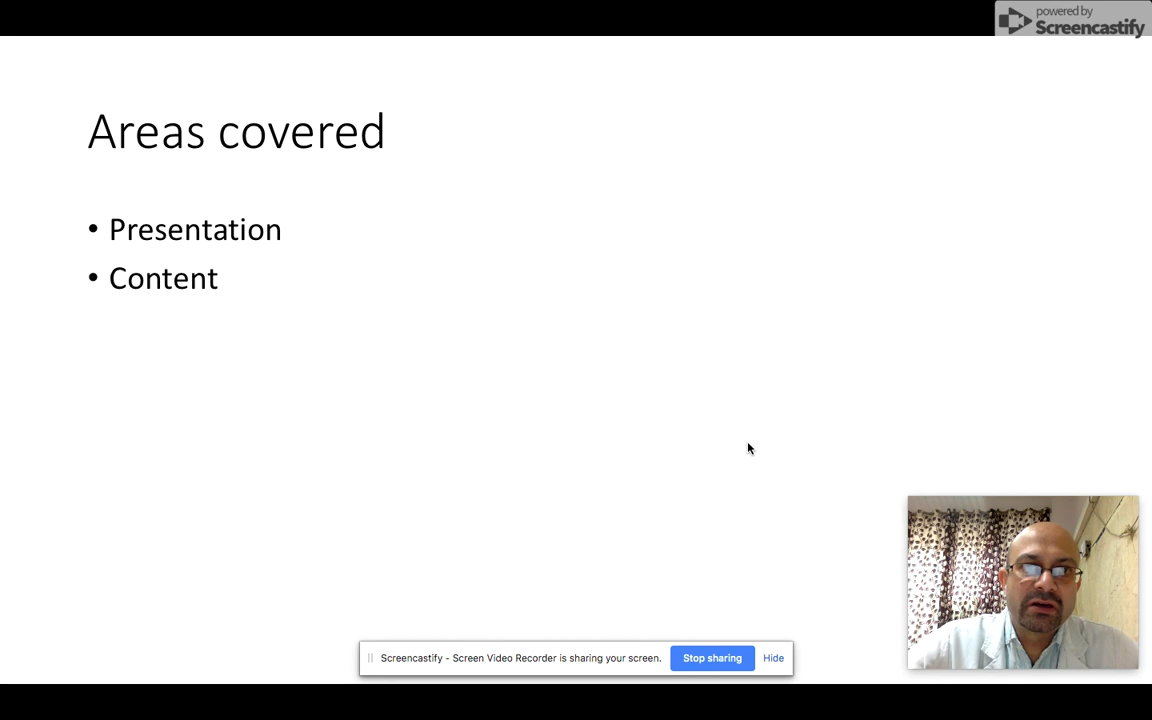 powered by
Screencastify
Areas covered
• Presentation
• Content
Screencastify - Screen Video Recorder is sharing your screen. Stop sharing Hide